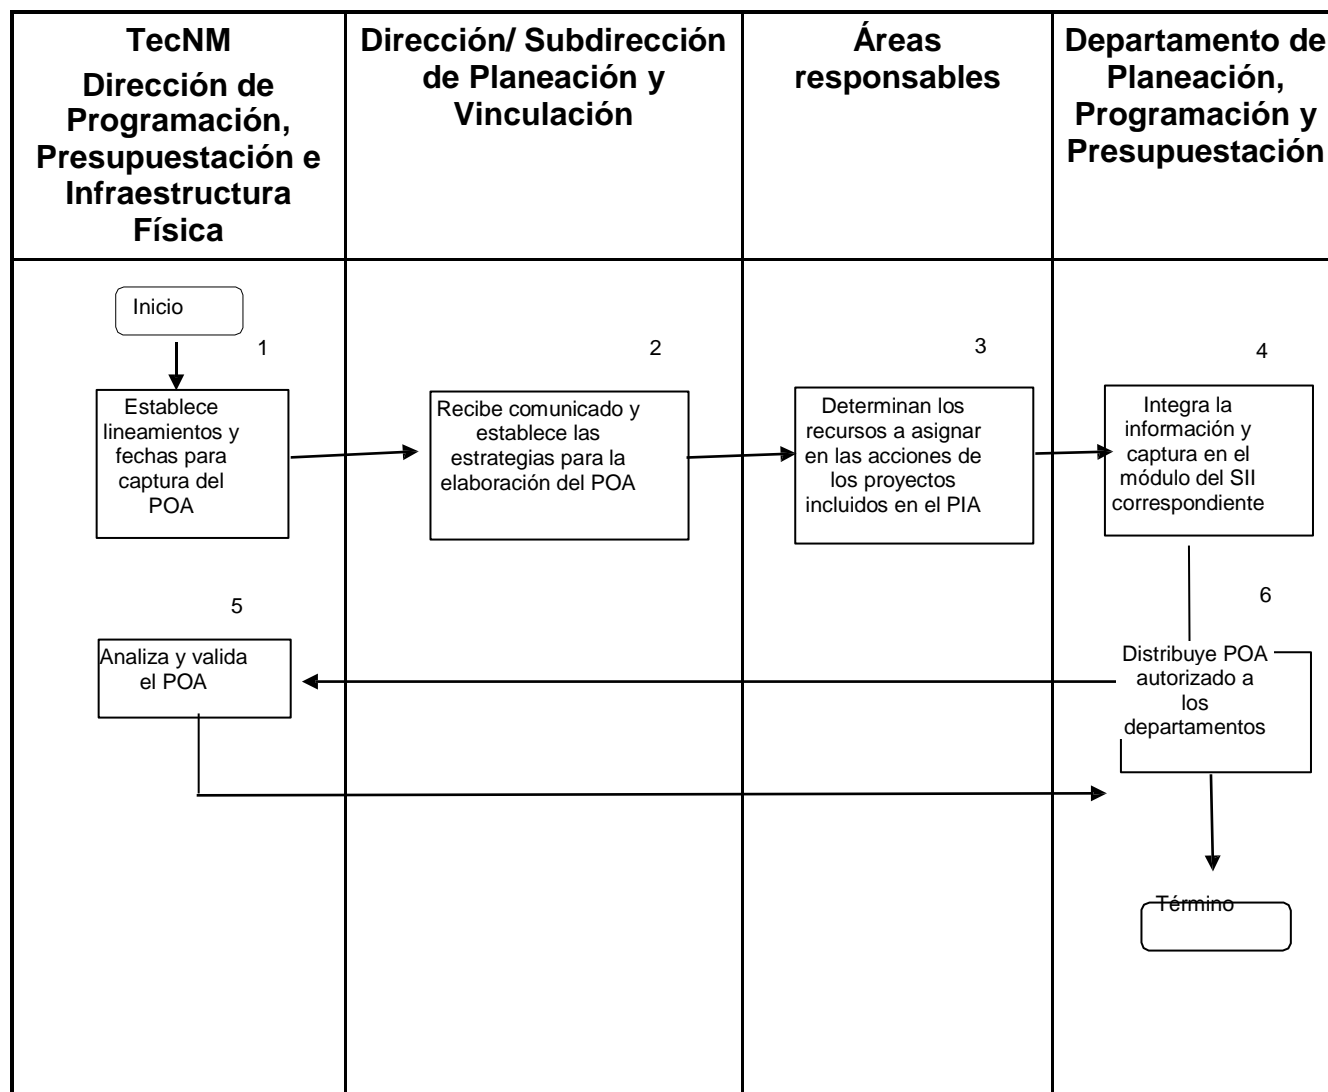 TecNM
Dirección de
Programación,
Presupuestación e
Infraestructura
Física
Dirección/ Subdirección
de Planeación y
Vinculación
Áreas
responsables
Departamento de
Planeación,
Programación y
Presupuestación
Inicio
1
Establece
lineamientos y
fechas para
captura del
POA
2
Recibe comunicado y
establece las
estrategias para la
elaboración del POA
3
Determinan los
recursos a asignar
en las acciones de
los proyectos
incluidos en el PIA
4
Integra la
información y
captura en el
módulo del SII
correspondiente
5
Analiza y valida
el POA
6
Distribuye POA
autorizado a
los
departamentos
Término